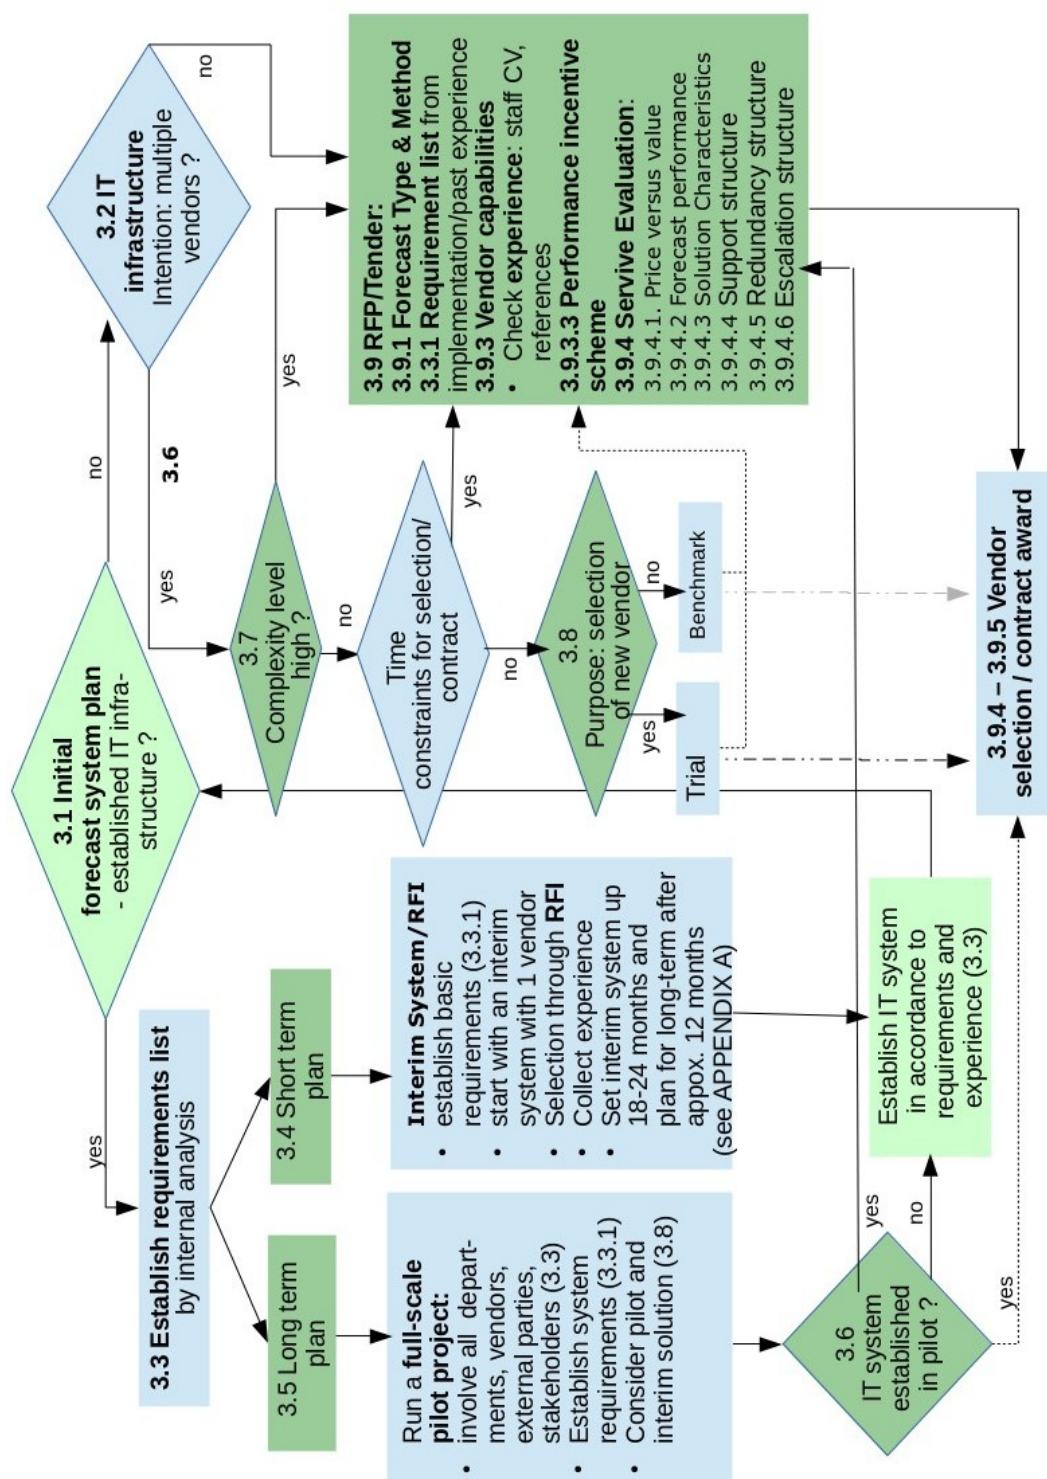 3.1 Initial
forecast system plan
- established IT infra-
structure ?
yes
no
3.2 IT
infrastructure
Intention: multiple
vendors ?
no
yes
3.6
3.3 Establish requirements list
by internal analysis
3.5 Long term
plan
3.4 Short term
plan
3.7
Complexity level
high ?
yes
no
Run a full-scale
pilot project:
• involve all depart-
ments, vendors,
external parties,
stakeholders (3.3)
• Establish system
requirements (3.3.1)
• Consider pilot and
interim solution (3.8)
Interim System/RFI
• establish basic
requirements (3.3.1)
• start with an interim
system with 1 vendor
• Selection through RFI
• Collect experience
• Set interim system up
18-24 months and
plan for long-term after
appox. 12 months
(see APPENDIX A)
Time
constraints for selection/
contract
yes
no
3.8
Purpose: selection
of new vendor
yes
no
Trial
Benchmark
3.9 RFP/Tender:
3.9.1 Forecast Type & Method
3.3.1 Requirement list from
implementation/past experience
3.9.3 Vendor capabilities
• Check experience: staff CV,
references
3.9.3.3 Performance incentive
scheme
3.9.4 Servive Evaluation:
3.9.4.1. Price versus value
3.9.4.2 Forecast performance
3.9.4.3 Solution Characteristics
3.9.4.4 Support structure
3.9.4.5 Redundancy structure
3.9.4.6 Escalation structure
3.6
IT system
established
in pilot ?
yes
no
yes
Establish IT system
in accordance to
requirements and
experience (3.3)
3.9.4 – 3.9.5 Vendor
selection / contract award